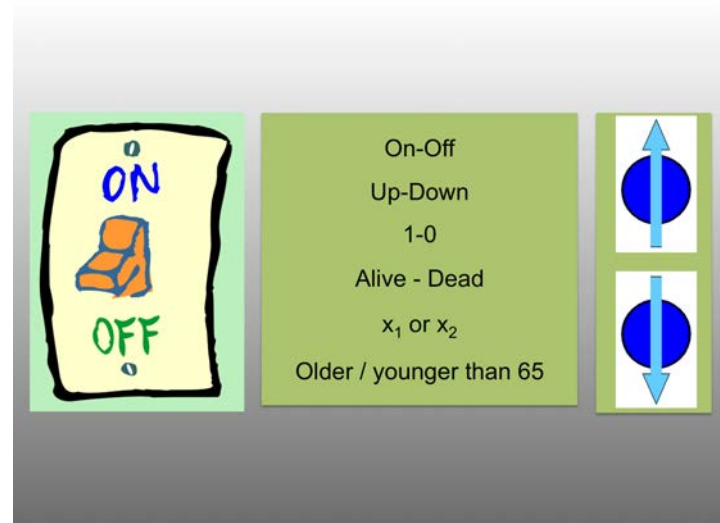 ON
OFF
On-Off
Up-Down
1-0
Alive - Dead
x₁ or x₂
Older / younger than 65